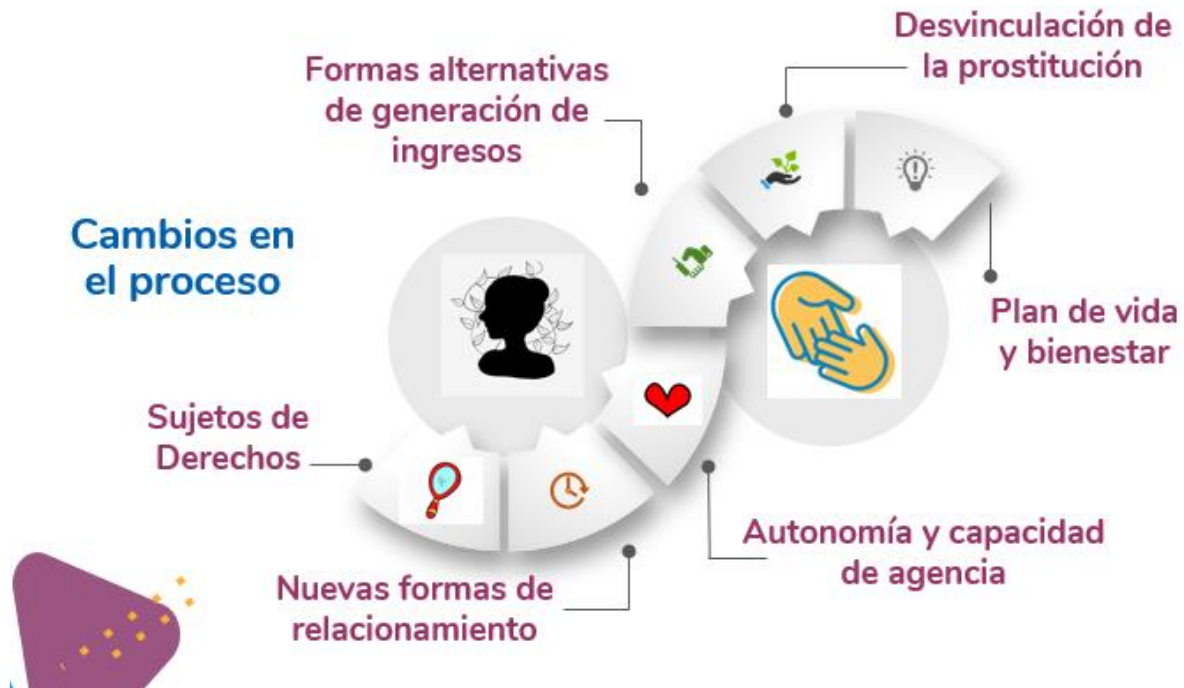 Desvinculación de
la prostitución
Formas alternativas
de generación de
ingresos
Cambios en
el proceso
Plan de vida
y bienestar
Sujetos de
Derechos
Autonomía y capacidad
de agencia
Nuevas formas de
relacionamiento